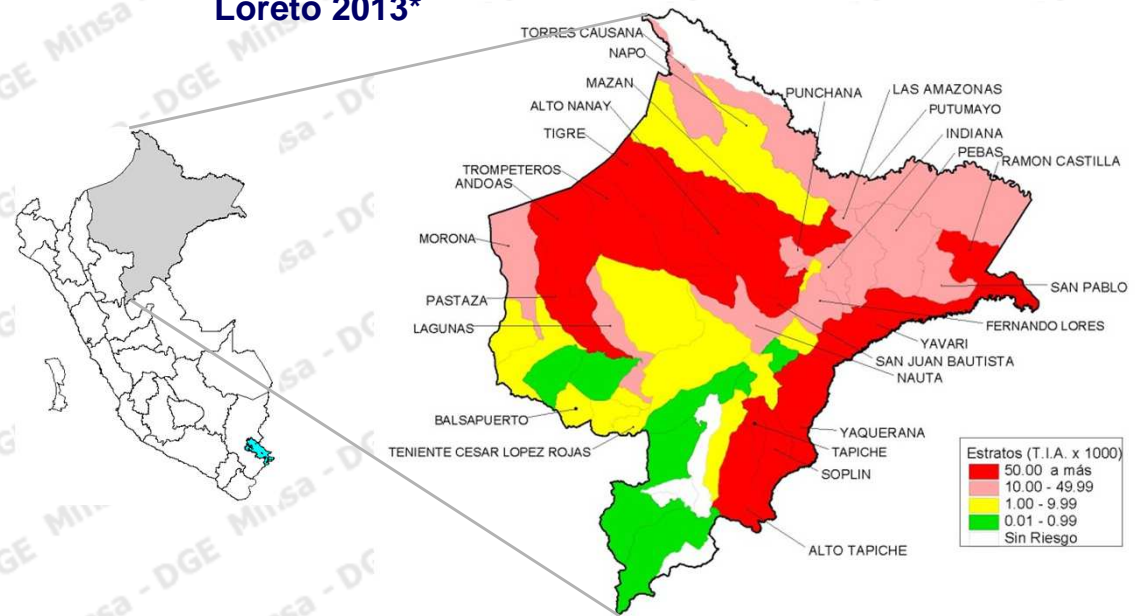 Loreto 2013*
TORRES CAUSANA
NAPO
MAZAN
ALTO NANAY
TIGRE
TROMPETEROS
ANDOAS
MORONA
PASTAZA
LAGUNAS
BALSAPUERTO
TENIENTE CESAR LOPEZ ROJAS
PUNCHANA
LAS AMAZONAS
PUTUMAYO
INDIANA
PEBAS
RAMON CASTILLA
SAN PABLO
FERNANDO LORES
YAVARI
SAN JUAN BAUTISTA
NAUTA
YAQUERANA
TAPICHE
SOPLIN
ALTO TAPICHE
Estratos (T.I.A. x 1000)
50.00 a más
10.00 - 49.99
1.00 - 9.99
0.01 - 0.99
Sin Riesgo
Minsa - DGE